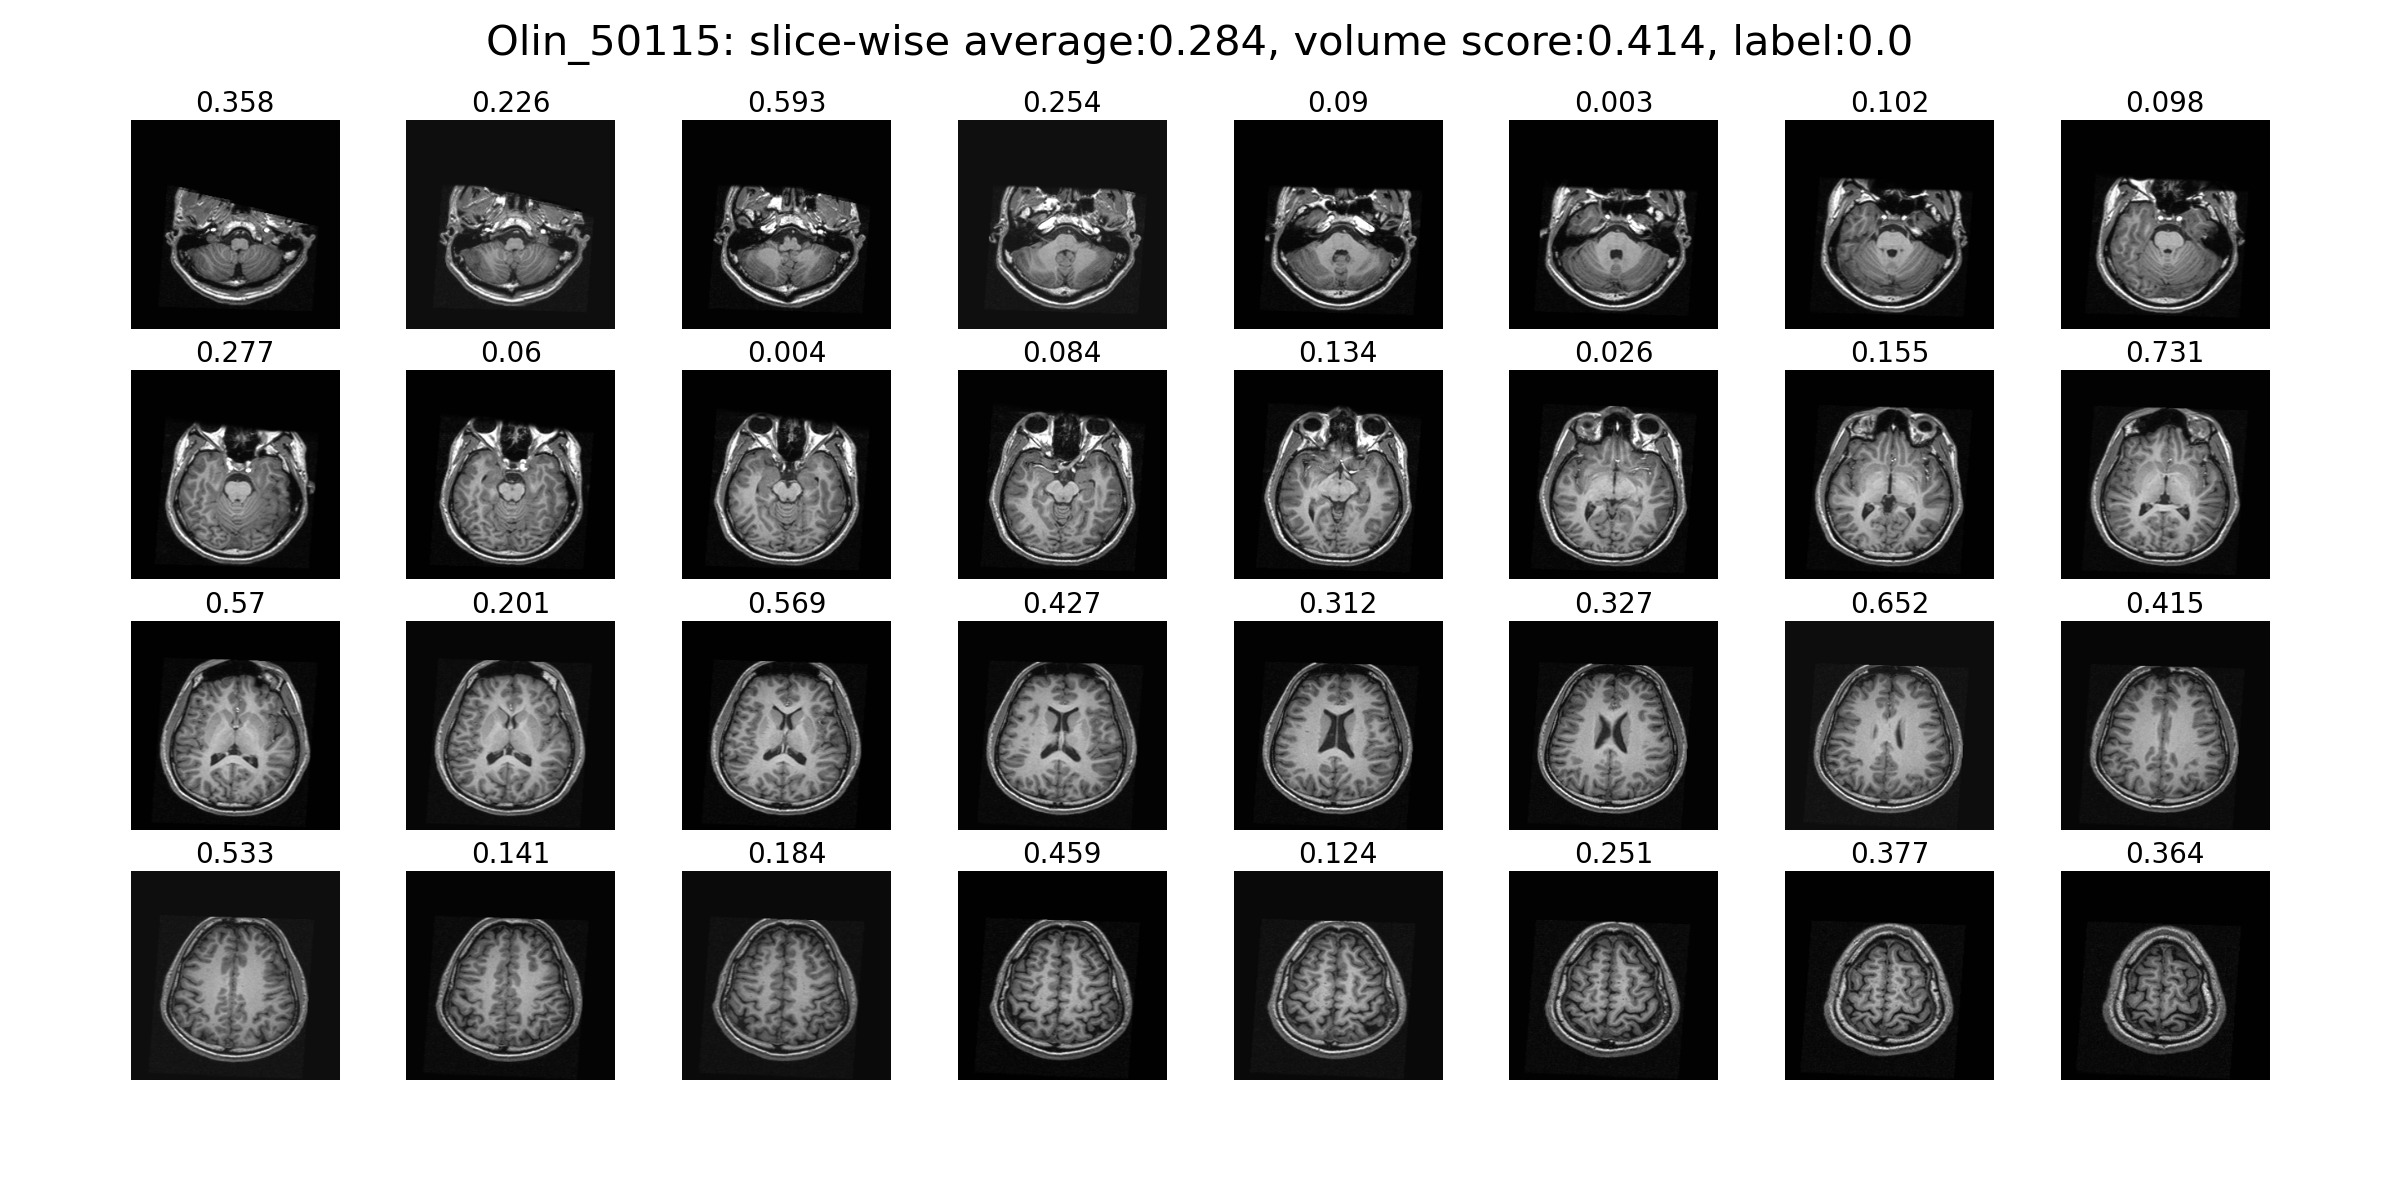 Olin_50115: slice-wise average:0.284, volume score:0.414, label:0.0
0.358 0.226 0.593 0.254 0.09 0.003 0.102 0.098
0.277 0.06 0.004 0.084 0.134 0.026 0.155 0.731
0.57 0.201 0.569 0.427 0.312 0.327 0.652 0.415
0.533 0.141 0.184 0.459 0.124 0.251 0.377 0.364